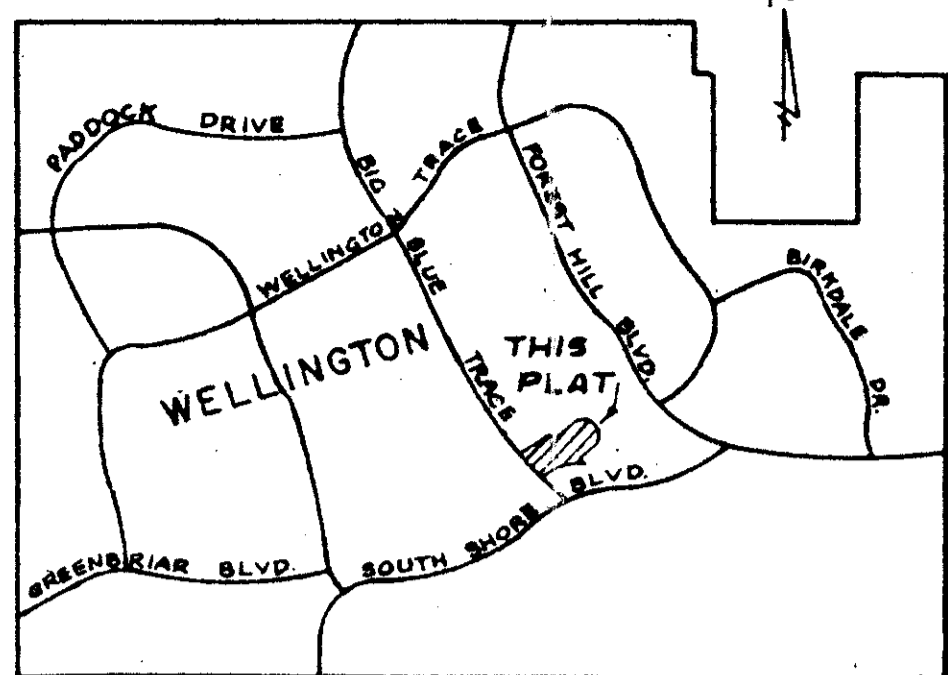 PADDOCK DRIVE
BIG BLUE TRACE
WELLINGTON TRACE
FOREST HILL BLVD.
BIRKDALE DR.
WELLINGTON
THIS
PLAT
GREENBRIAR BLVD.
SOUTH SHORE BLVD.